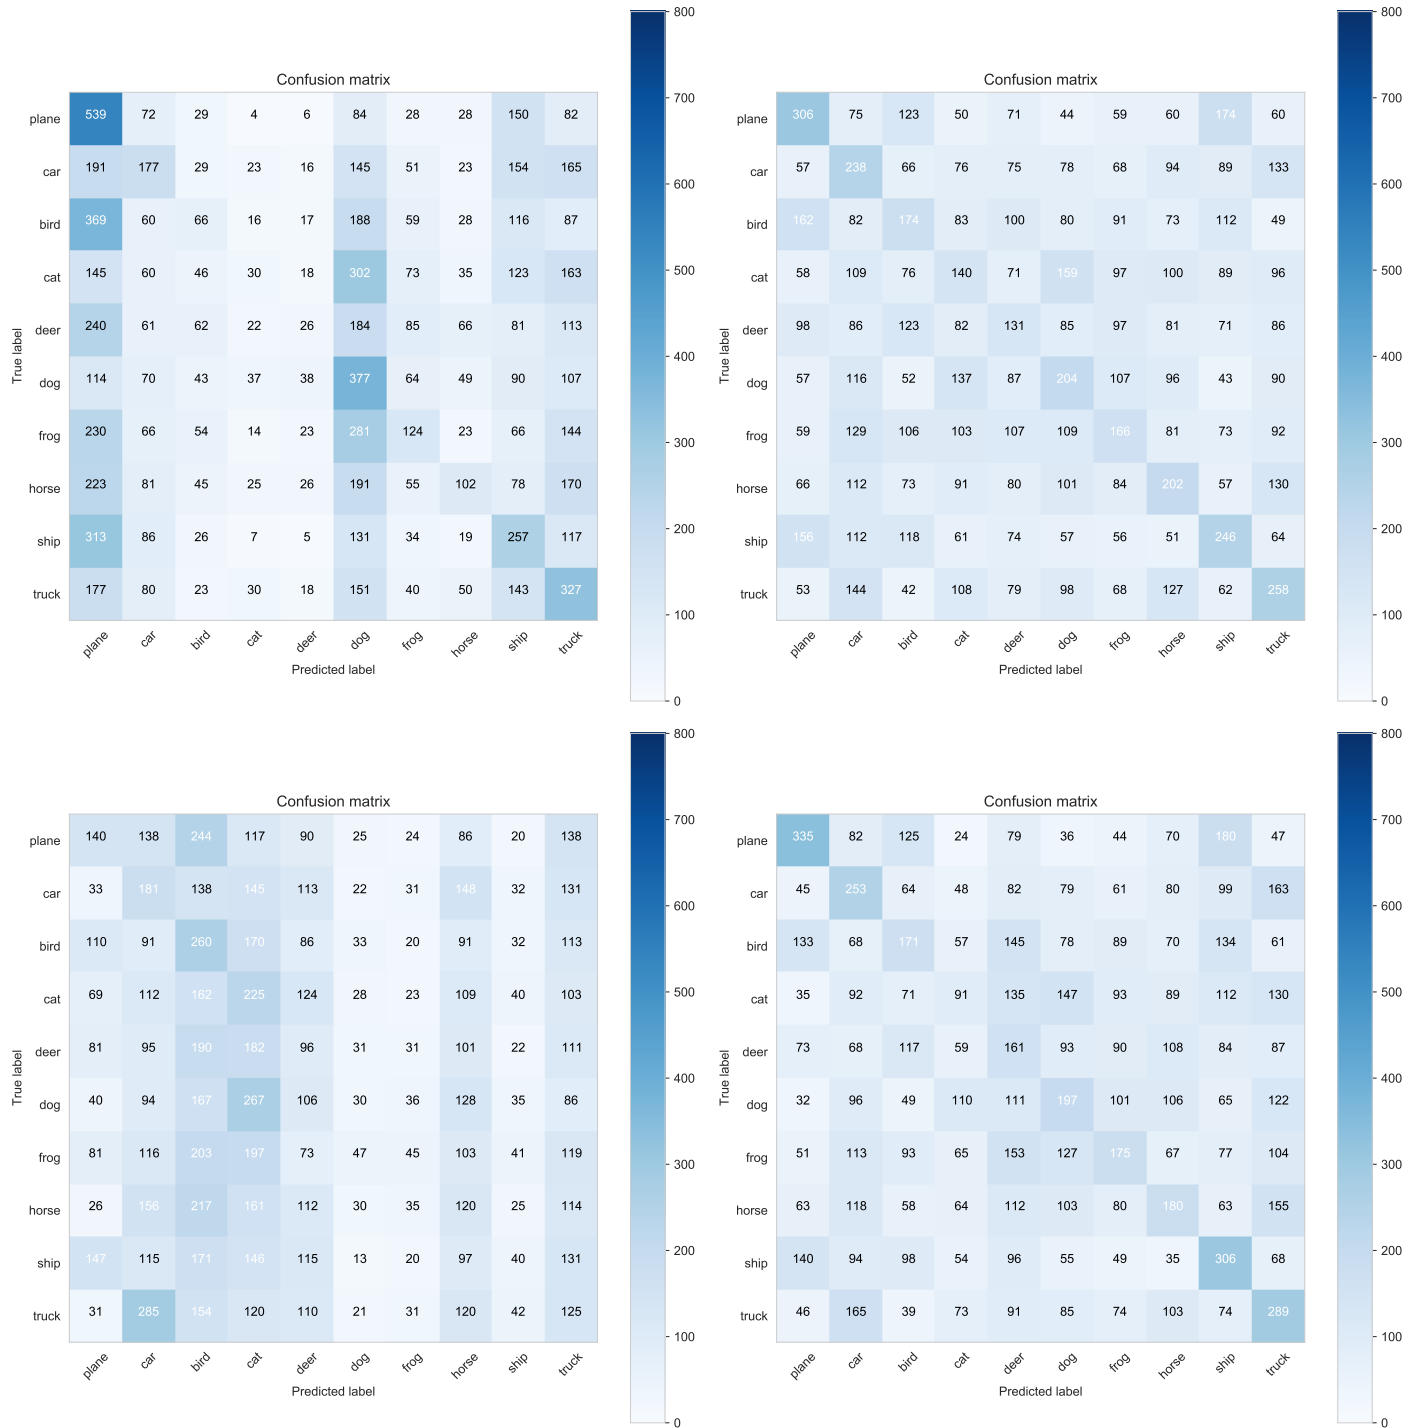 Confusion matrix
plane 539 72 29 4 6 84 28 28 150 82
car 191 177 29 23 16 145 51 23 154 165
bird 369 60 66 16 17 188 59 28 116 87
cat 145 60 46 30 18 302 73 35 123 163
deer 240 61 62 22 26 184 85 66 81 113
dog 114 70 43 37 38 377 64 49 90 107
frog 230 66 54 14 23 281 124 23 66 144
horse 223 81 45 25 26 191 55 102 78 170
ship 313 86 26 7 5 131 34 19 257 117
truck 177 80 23 30 18 151 40 50 143 327
True label
plane car bird cat deer dog frog horse ship truck
Predicted label
800
700
600
500
400
300
200
100
0
Confusion matrix
plane 306 75 123 50 71 44 59 60 174 60
car 57 238 66 76 75 78 68 94 89 133
bird 162 82 174 83 100 80 91 73 112 49
cat 58 109 76 140 71 159 97 100 89 96
deer 98 86 123 82 131 85 97 81 71 86
dog 57 116 52 137 87 204 107 96 43 90
frog 59 129 106 103 107 109 166 81 73 92
horse 66 112 73 91 80 101 84 202 57 130
ship 156 112 118 61 74 57 56 51 246 64
truck 53 144 42 108 79 98 68 127 62 258
True label
plane car bird cat deer dog frog horse ship truck
Predicted label
800
700
600
500
400
300
200
100
0
Confusion matrix
plane 140 138 244 117 90 25 24 86 20 138
car 33 181 138 145 113 22 31 148 32 131
bird 110 91 260 170 86 33 20 91 32 113
cat 69 112 162 225 124 28 23 109 40 103
deer 81 95 190 182 96 31 31 101 22 111
dog 40 94 167 267 106 30 36 128 35 86
frog 81 116 203 197 73 47 45 103 41 119
horse 26 156 217 161 112 30 35 120 25 114
ship 147 115 171 146 115 13 20 97 40 131
truck 31 285 154 120 110 21 31 120 42 125
True label
plane car bird cat deer dog frog horse ship truck
Predicted label
800
700
600
500
400
300
200
100
0
Confusion matrix
plane 335 82 125 24 79 36 44 70 180 47
car 45 253 64 48 82 79 61 80 99 163
bird 133 68 171 57 145 78 89 70 134 61
cat 35 92 71 91 135 147 93 89 112 130
deer 73 68 117 59 161 93 90 108 84 87
dog 32 96 49 110 111 197 101 106 65 122
frog 51 113 93 65 153 127 175 67 77 104
horse 63 118 58 64 112 103 80 180 63 155
ship 140 94 98 54 96 55 49 35 306 68
truck 46 165 39 73 91 85 74 103 74 289
True label
plane car bird cat deer dog frog horse ship truck
Predicted label
800
700
600
500
400
300
200
100
0